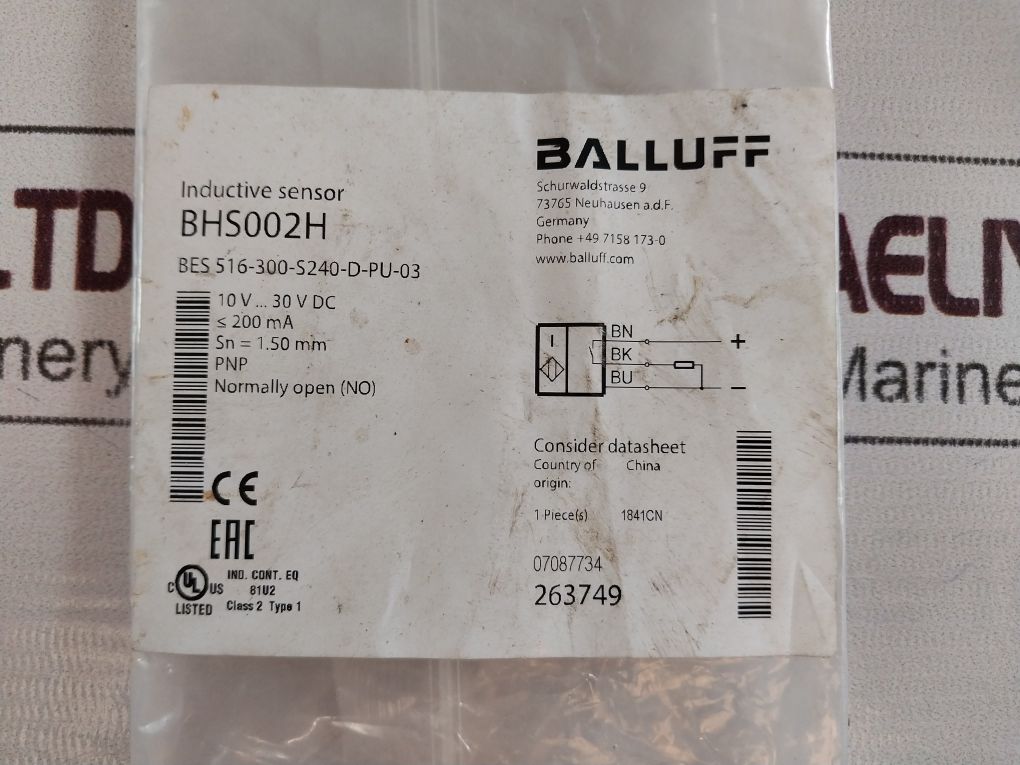 Inductive sensor
BHS002H
BES 516-300-S240-D-PU-03
10 V ... 30 V DC
≤ 200 mA
Sn = 1.50 mm
PNP
Normally open (NO)
CE
EAC
C UL US
LISTED
IND. CONT. EQ
81U2
Class 2 Type 1
BALLUFF
Schurwaldstrasse 9
73765 Neuhausen a.d.F.
Germany
Phone +49 7158 173-0
www.balluff.com
BN
BK
BU
+
−
Consider datasheet
Country of China
origin:
1 Piece(s) 1841CN
07087734
263749
LTD
nery
AELI
Marine